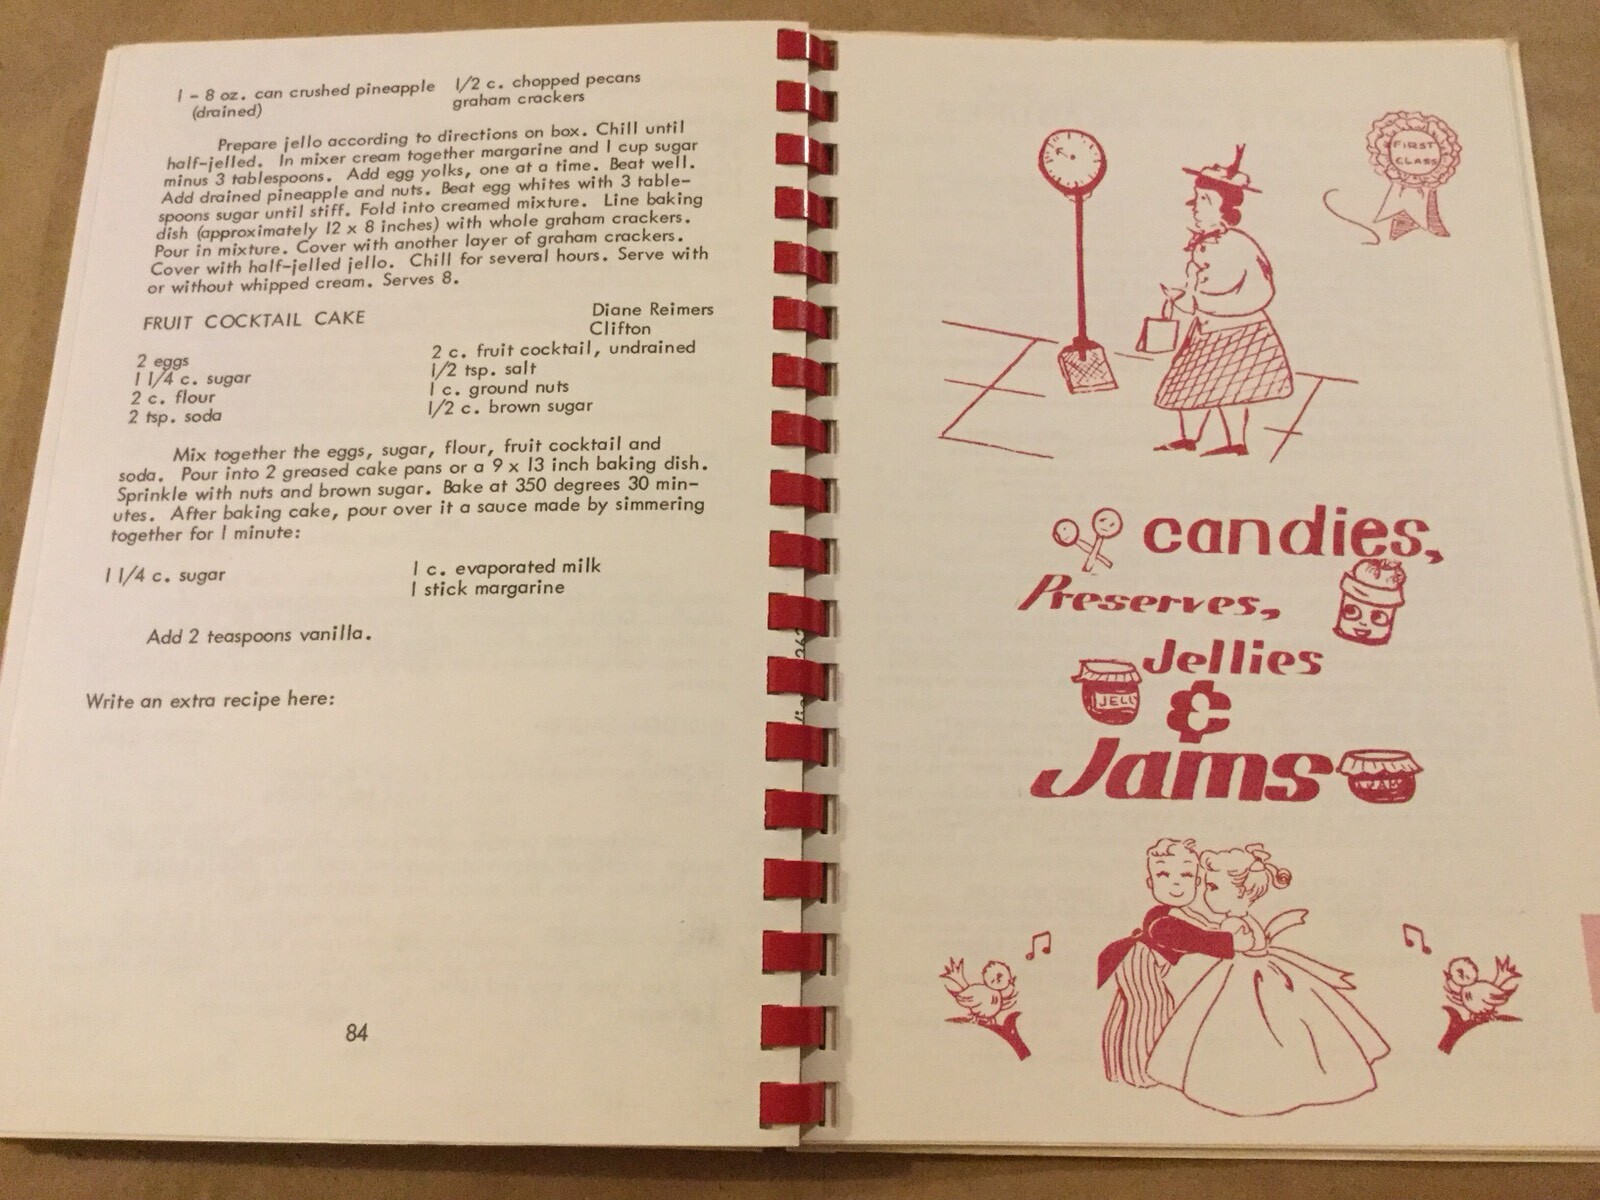 1 - 8 oz. can crushed pineapple 1/2 c. chopped pecans
(drained) graham crackers
Prepare jello according to directions on box. Chill until
half-jelled. In mixer cream together margarine and 1 cup sugar
minus 3 tablespoons. Add egg yolks, one at a time. Beat well.
Add drained pineapple and nuts. Beat egg whites with 3 table-
spoons sugar until stiff. Fold into creamed mixture. Line baking
dish (approximately 12 x 8 inches) with whole graham crackers.
Pour in mixture. Cover with another layer of graham crackers.
Cover with half-jelled jello. Chill for several hours. Serve with
or without whipped cream. Serves 8.
FRUIT COCKTAIL CAKE Diane Reimers
Clifton
2 eggs 2 c. fruit cocktail, undrained
1 1/4 c. sugar 1/2 tsp. salt
2 c. flour 1 c. ground nuts
2 tsp. soda 1/2 c. brown sugar
Mix together the eggs, sugar, flour, fruit cocktail and
soda. Pour into 2 greased cake pans or a 9 x 13 inch baking dish.
Sprinkle with nuts and brown sugar. Bake at 350 degrees 30 min-
utes. After baking cake, pour over it a sauce made by simmering
together for 1 minute:
1 1/4 c. sugar 1 c. evaporated milk
1 stick margarine
Add 2 teaspoons vanilla.
Write an extra recipe here:
84
FIRST
CLASS
candies,
Preserves,
Jellies
JELLY
&
Jams
JAM